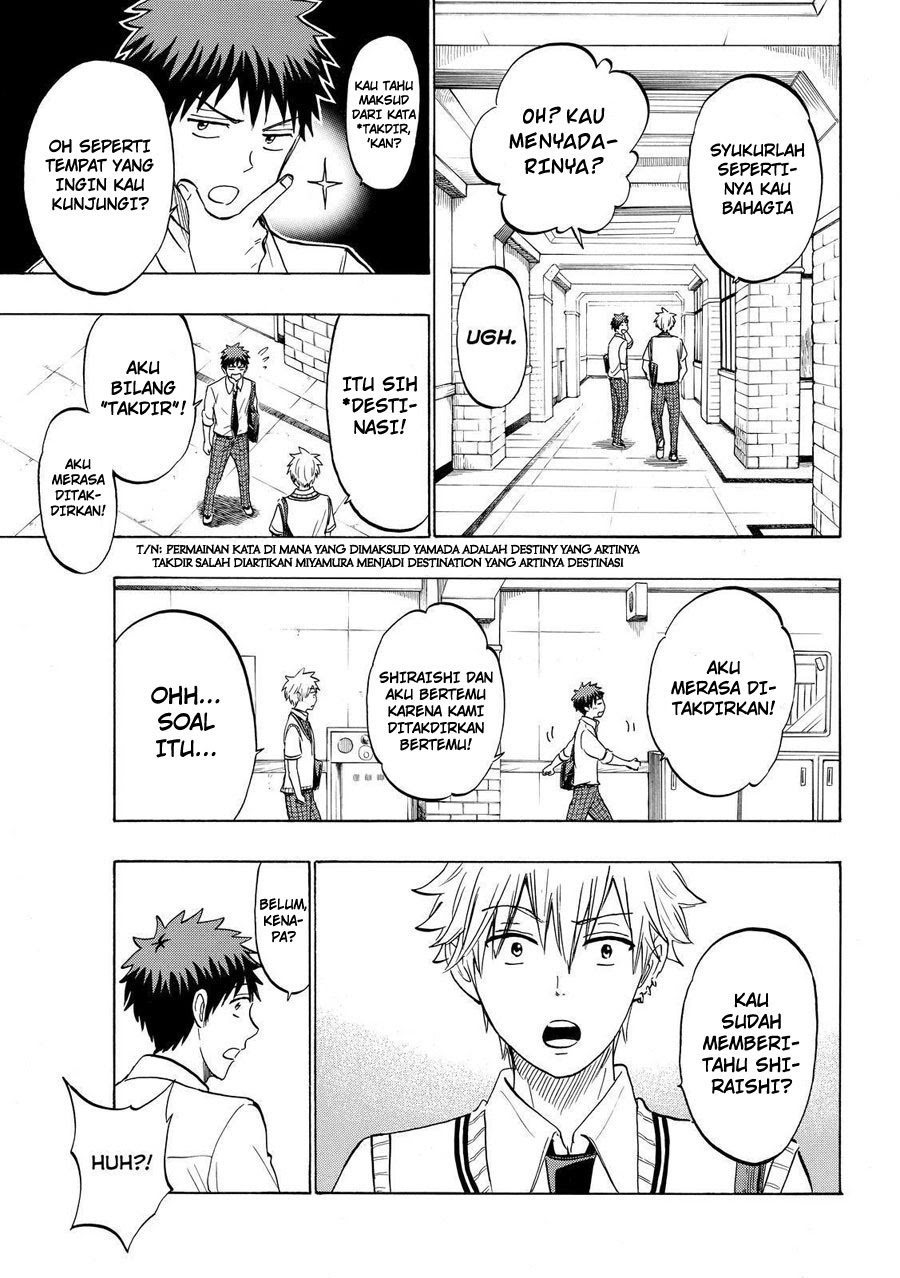 SYUKURLAH
SEPERTI-
NYA KAU
BAHAGIA
OH? KAU
MENYADA-
RINYA?
UGH.
KAU TAHU
MAKSUD
DARI KATA
*TAKDIR,
'KAN?
OH SEPERTI
TEMPAT YANG
INGIN KAU
KUNJUNGI?
ITU SIH
*DESTI-
NASI!
AKU
BILANG
"TAKDIR"!
AKU
MERASA
DITAK-
DIRKAN!
T/N: PERMAINAN KATA DI MANA YANG DIMAKSUD YAMADA ADALAH DESTINY YANG ARTINYA
TAKDIR SALAH DIARTIKAN MIYAMURA MENJADI DESTINATION YANG ARTINYA DESTINASI
AKU
MERASA DI-
TAKDIRKAN!
SHIRAISHI DAN
AKU BERTEMU
KARENA KAMI
DITAKDIRKAN
BERTEMU!
OHH...
SOAL
ITU...
KAU
SUDAH
MEMBERI-
TAHU SHI-
RAISHI?
BELUM,
KENA-
PA?
HUH?!